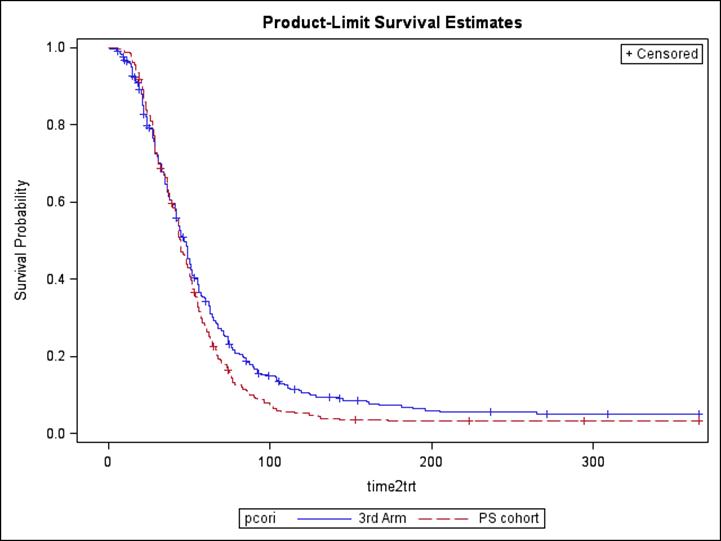 Product-Limit Survival Estimates
+ Censored
1.0
0.8
0.6
0.4
0.2
0.0
Survival Probability
0
100
200
300
time2trt
pcori
3rd Arm
PS cohort